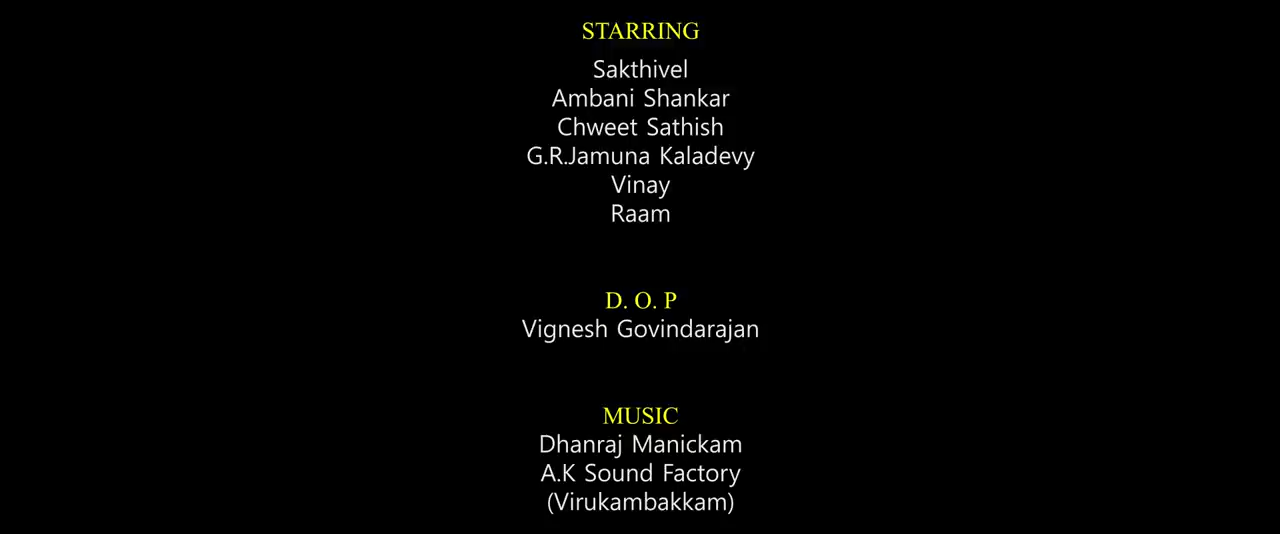 STARRING
Sakthivel
Ambani Shankar
Chweet Sathish
G.R.Jamuna Kaladevy
Vinay
Raam
D. O. P
Vignesh Govindarajan
MUSIC
Dhanraj Manickam
A.K Sound Factory
(Virukambakkam)